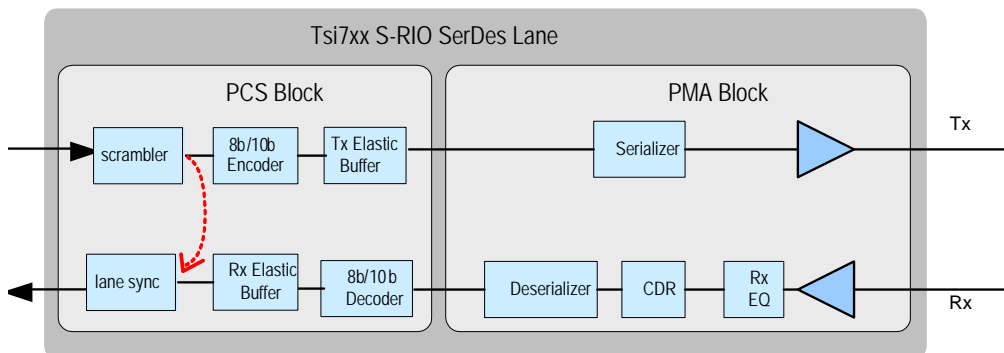 Tsi7xx S-RIO SerDes Lane
PCS Block
PMA Block
scrambler
8b/10b
Encoder
Tx Elastic
Buffer
Serializer
Tx
lane sync
Rx Elastic
Buffer
8b/10b
Decoder
Deserializer
CDR
Rx
EQ
Rx